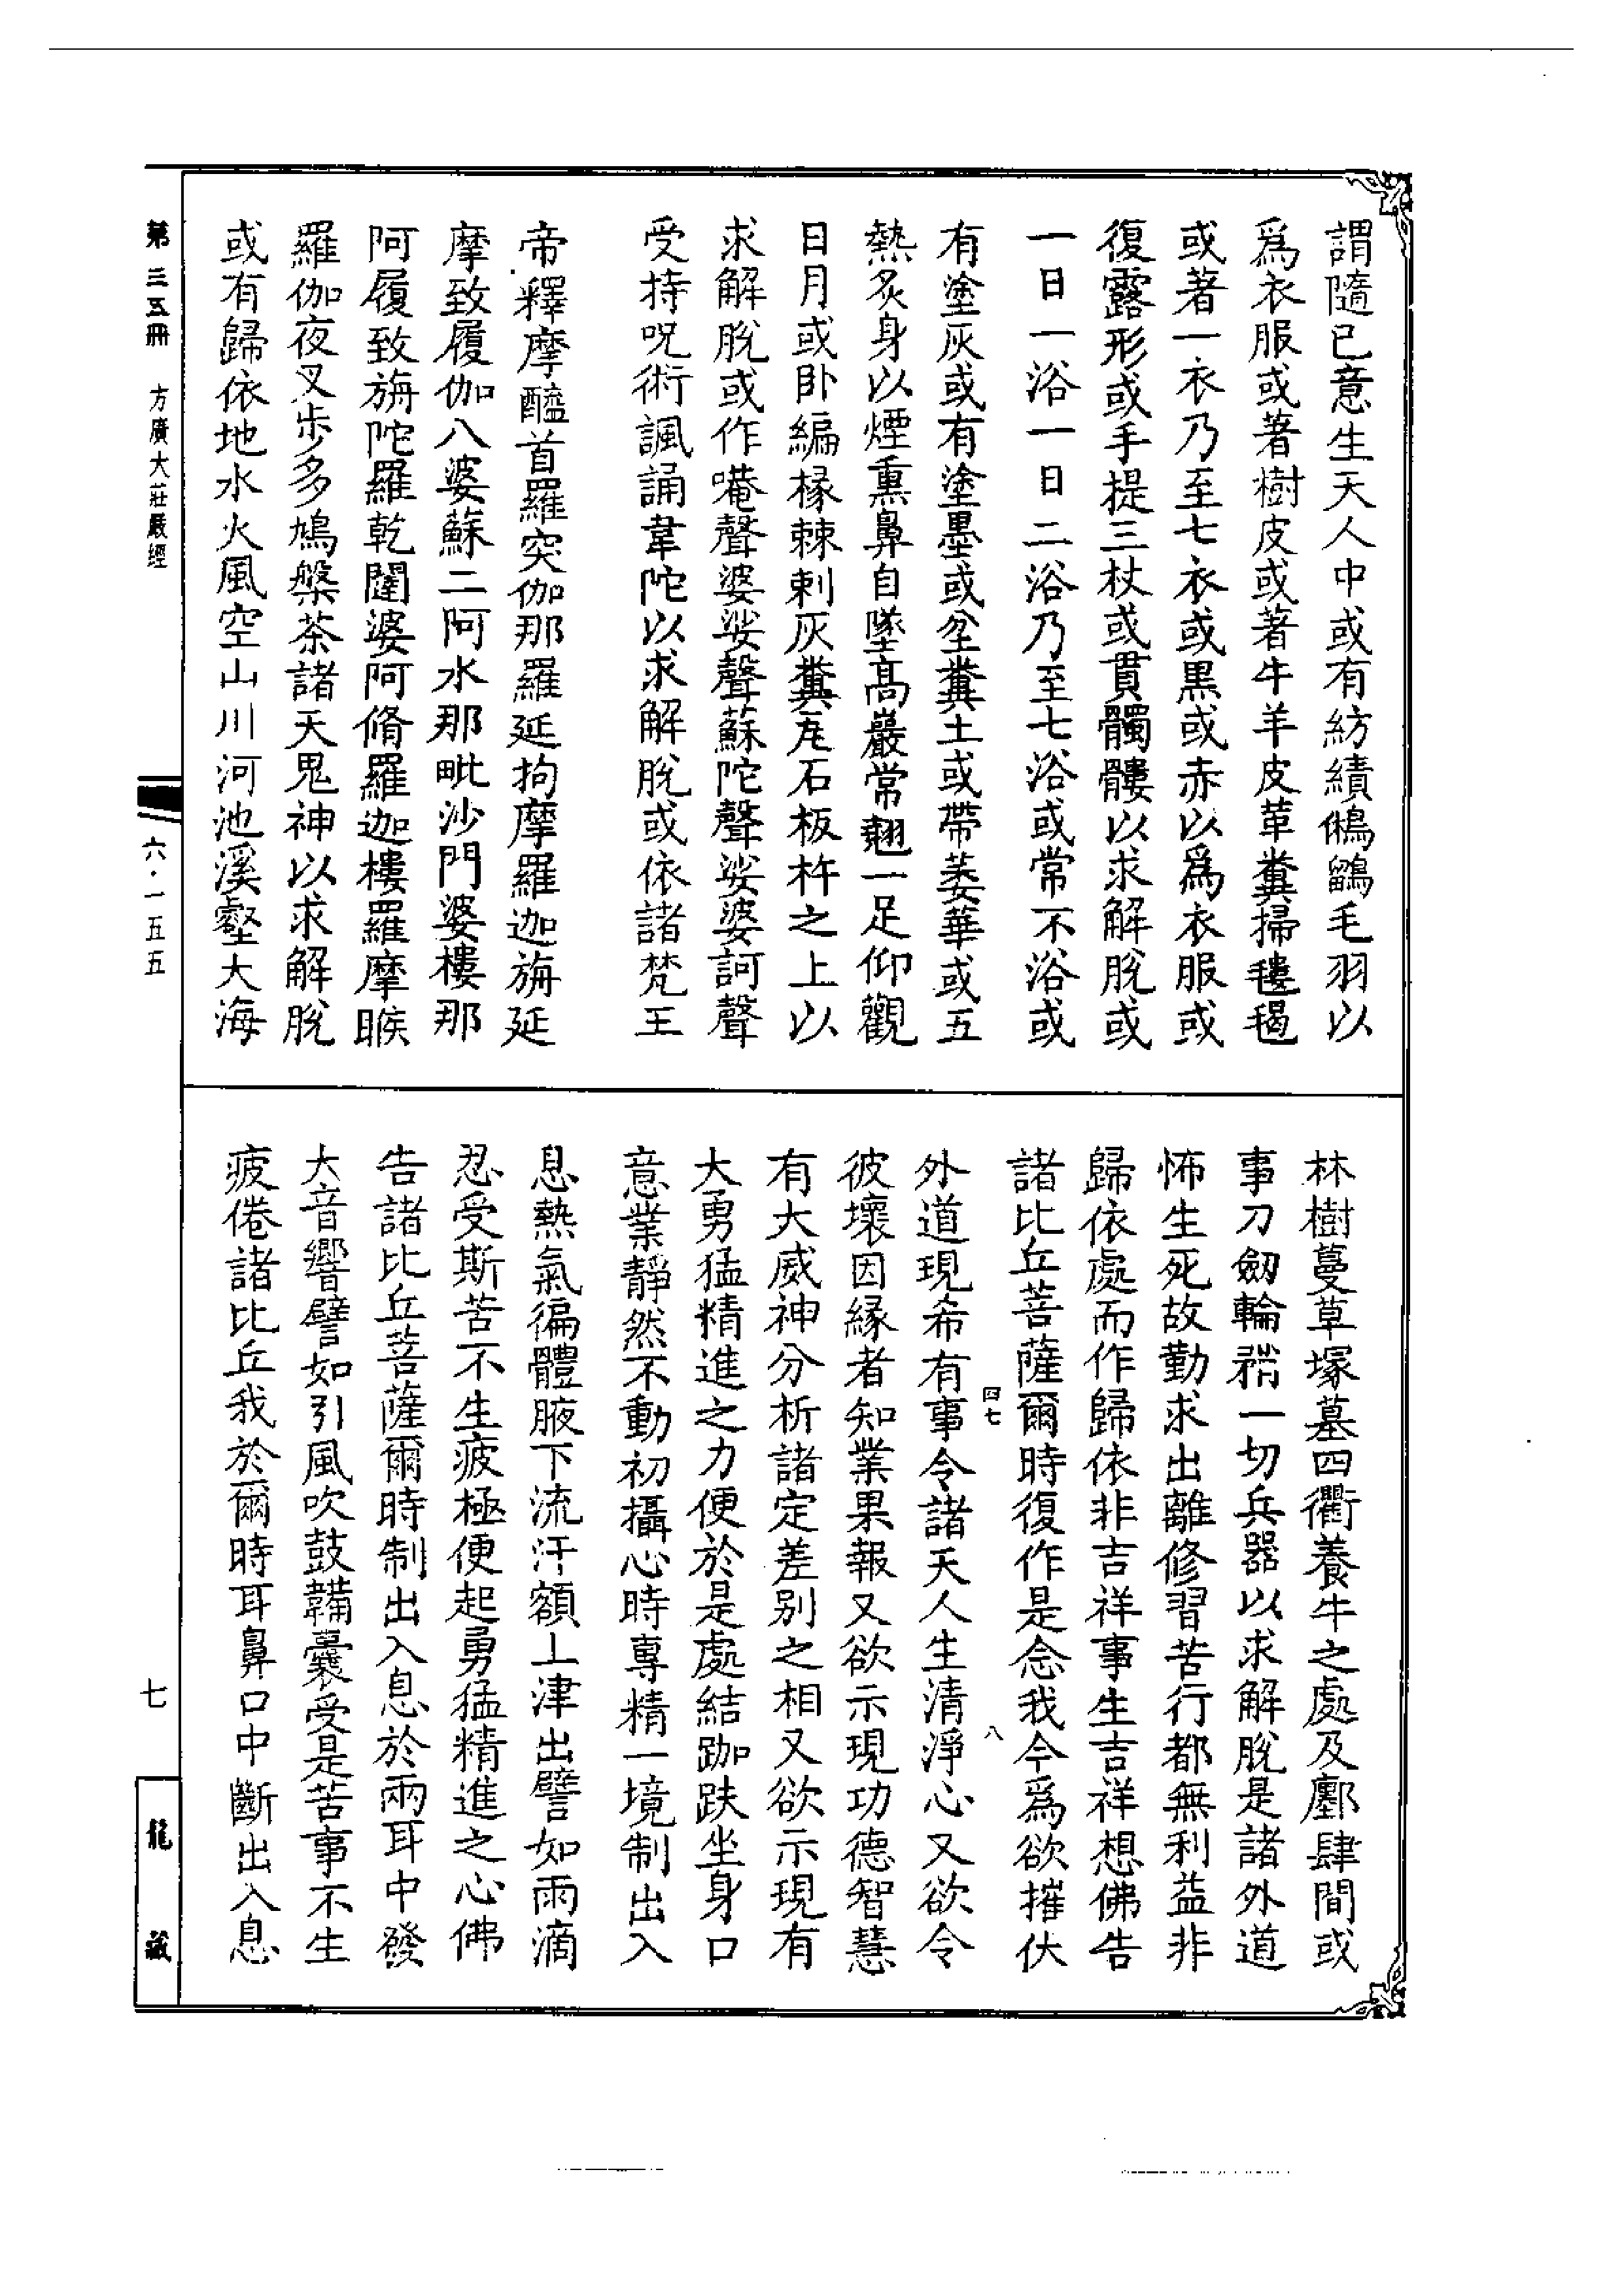 謂隨已意生天人中或有紡績鵂鶹毛羽以
爲衣服或著樹皮或著牛羊皮革糞掃毯毼
或著一衣乃至七衣或黒或赤以爲衣服或
復露形或手提三杖或貫髑髏以求解脫或
一日一浴一日二浴乃至七浴或常不浴或
有塗灰或有塗墨或坌糞土或帶萎華或五
熱炙身以煙熏鼻自墜高巖常翹一足仰觀
日月或卧編椽棘刺灰糞瓦石板杵之上以
求解脫或作唵聲婆娑聲蘇陀聲娑婆訶聲
受持呪術諷誦韋陀以求解脫或依諸梵王
帝釋摩醯首羅突伽那羅延拘摩羅迦旃延
摩致履伽八婆蘇二阿水那毗沙門婆樓那
阿履致旃陀羅乾闥婆阿脩羅迦樓羅摩睺
羅伽夜叉步多鳩槃茶諸天鬼神以求解脫
或有歸依地水火風空山川河池溪壑大海
林樹蔓草塚墓四衢養牛之處及鄽肆間或
事刀劒輪矟一切兵器以求解脫是諸外道
怖生死故勤求出離修習苦行都無利益非
歸依處而作歸依非吉祥事生吉祥想佛告
諸比丘菩薩爾時復作是念我今爲欲摧伏
四七 八
外道現希有事令諸天人生清淨心又欲令
彼壞因緣者知業果報又欲示現功德智慧
有大威神分析諸定差別之相又欲示現有
大勇猛精進之力便於是處結跏趺坐身口
意業靜然不動初攝心時專精一境制出入
息熱氣徧體腋下流汗額上津出譬如雨滴
忍受斯苦不生疲極便起勇猛精進之心佛
告諸比丘菩薩爾時制出入息於兩耳中發
大音響譬如引風吹鼓韛囊受是苦事不生
疲倦諸比丘我於爾時耳鼻口中斷出入息
第三五冊 方廣大莊嚴經
六·一五五
七
龍藏